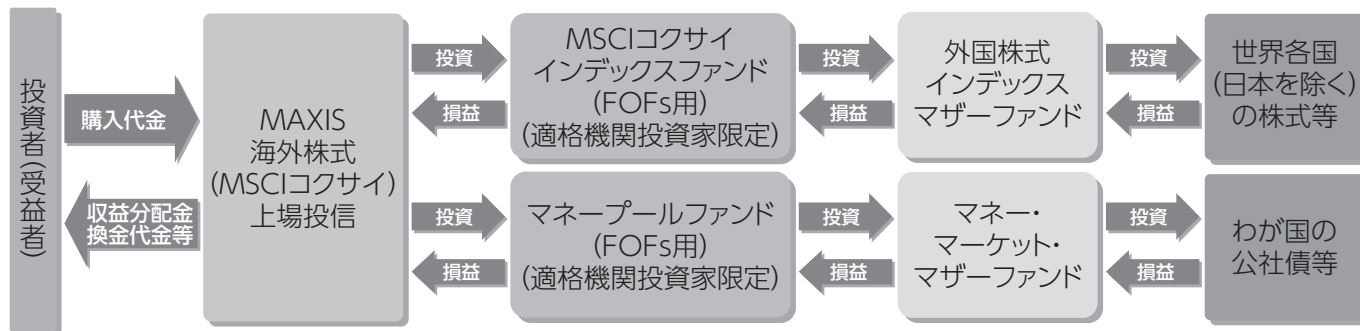 投資者(受益者)
購入代金
収益分配金
換金代金等
MAXIS
海外株式
(MSCIコクサイ)
上場投信
投資
損益
MSCIコクサイ
インデックスファンド
(FOFs用)
(適格機関投資家限定)
投資
損益
外国株式
インデックス
マザーファンド
投資
損益
世界各国
(日本を除く)
の株式等
投資
損益
マネープールファンド
(FOFs用)
(適格機関投資家限定)
投資
損益
マネー・
マーケット・
マザーファンド
投資
損益
わが国の
公社債等